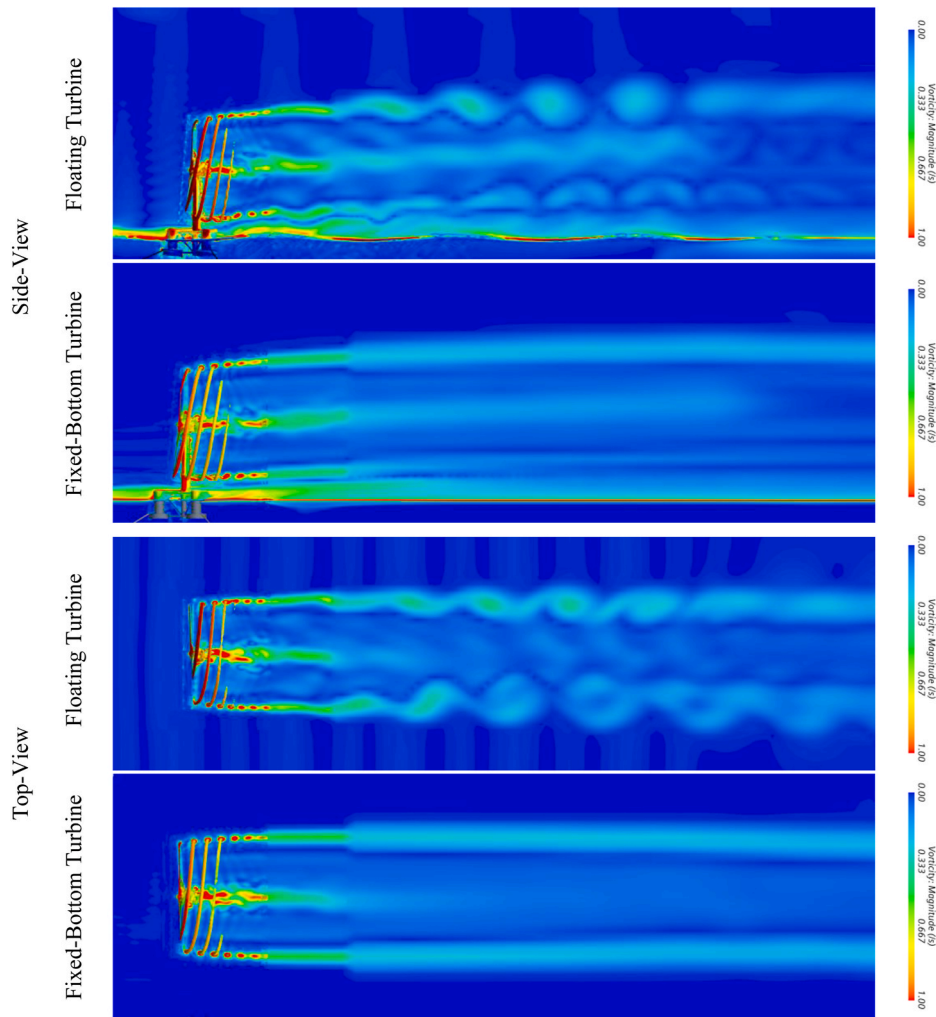 Side-View
Floating Turbine
0.00
0.333
0.667
1.00
Vorticity: Magnitude (/s)
Fixed-Bottom Turbine
0.00
0.333
0.667
1.00
Vorticity: Magnitude (/s)
Top-View
Floating Turbine
0.00
0.333
0.667
1.00
Vorticity: Magnitude (/s)
Fixed-Bottom Turbine
0.00
0.333
0.667
1.00
Vorticity: Magnitude (/s)